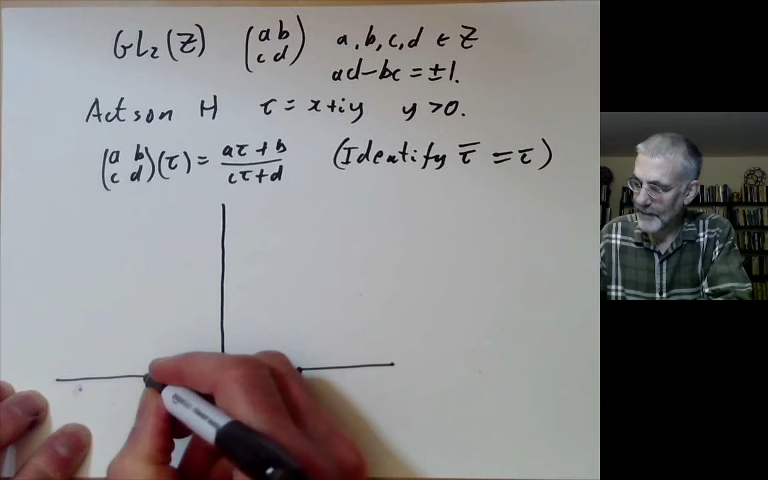 GL₂(Z) (a b
c d) a, b, c, d ∈ Z
ad-bc = ±1.
Acts on H τ = x+iy y >0.
(a b
c d)(τ) = aτ+b / cτ+d (Identify τ̄ = τ)